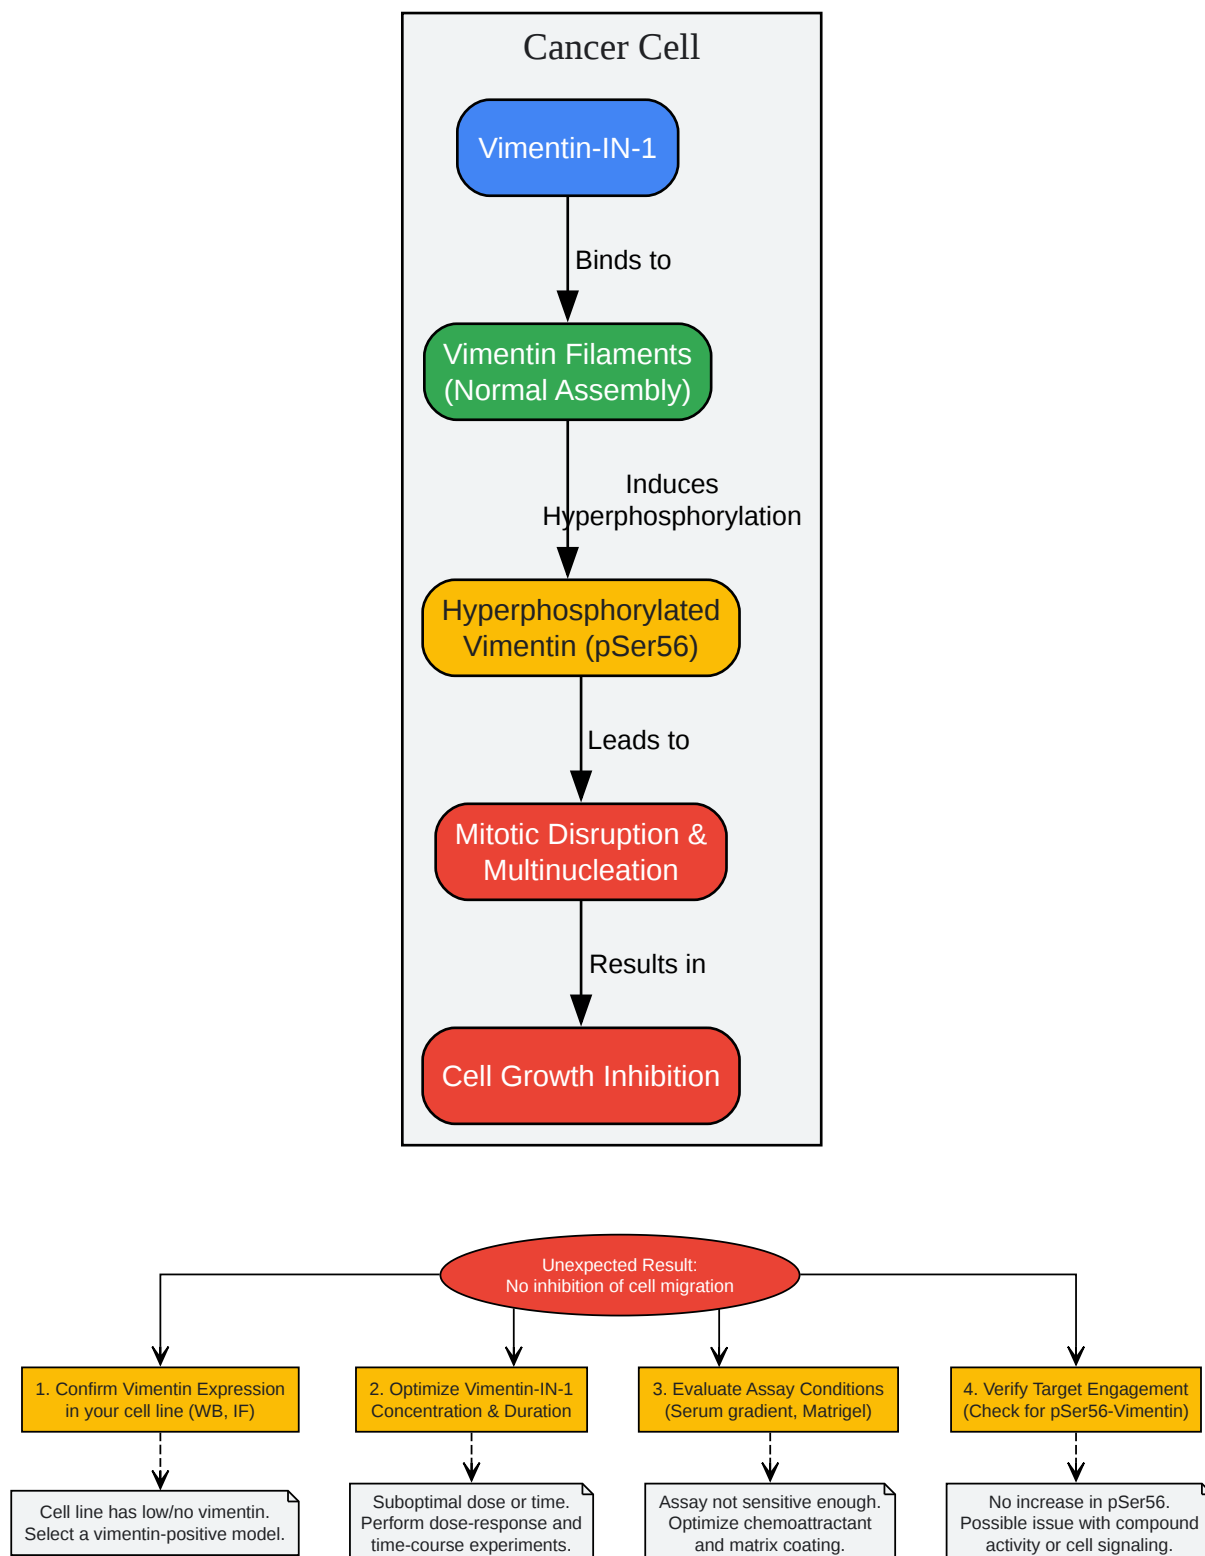 Cancer Cell
Vimentin-IN-1
Binds to
Vimentin Filaments
(Normal Assembly)
Induces
Hyperphosphorylation
Hyperphosphorylated
Vimentin (pSer56)
Leads to
Mitotic Disruption &
Multinucleation
Results in
Cell Growth Inhibition
Unexpected Result:
No inhibition of cell migration
1. Confirm Vimentin Expression
in your cell line (WB, IF)
2. Optimize Vimentin-IN-1
Concentration & Duration
3. Evaluate Assay Conditions
(Serum gradient, Matrigel)
4. Verify Target Engagement
(Check for pSer56-Vimentin)
Cell line has low/no vimentin.
Select a vimentin-positive model.
Suboptimal dose or time.
Perform dose-response and
time-course experiments.
Assay not sensitive enough.
Optimize chemoattractant
and matrix coating.
No increase in pSer56.
Possible issue with compound
activity or cell signaling.